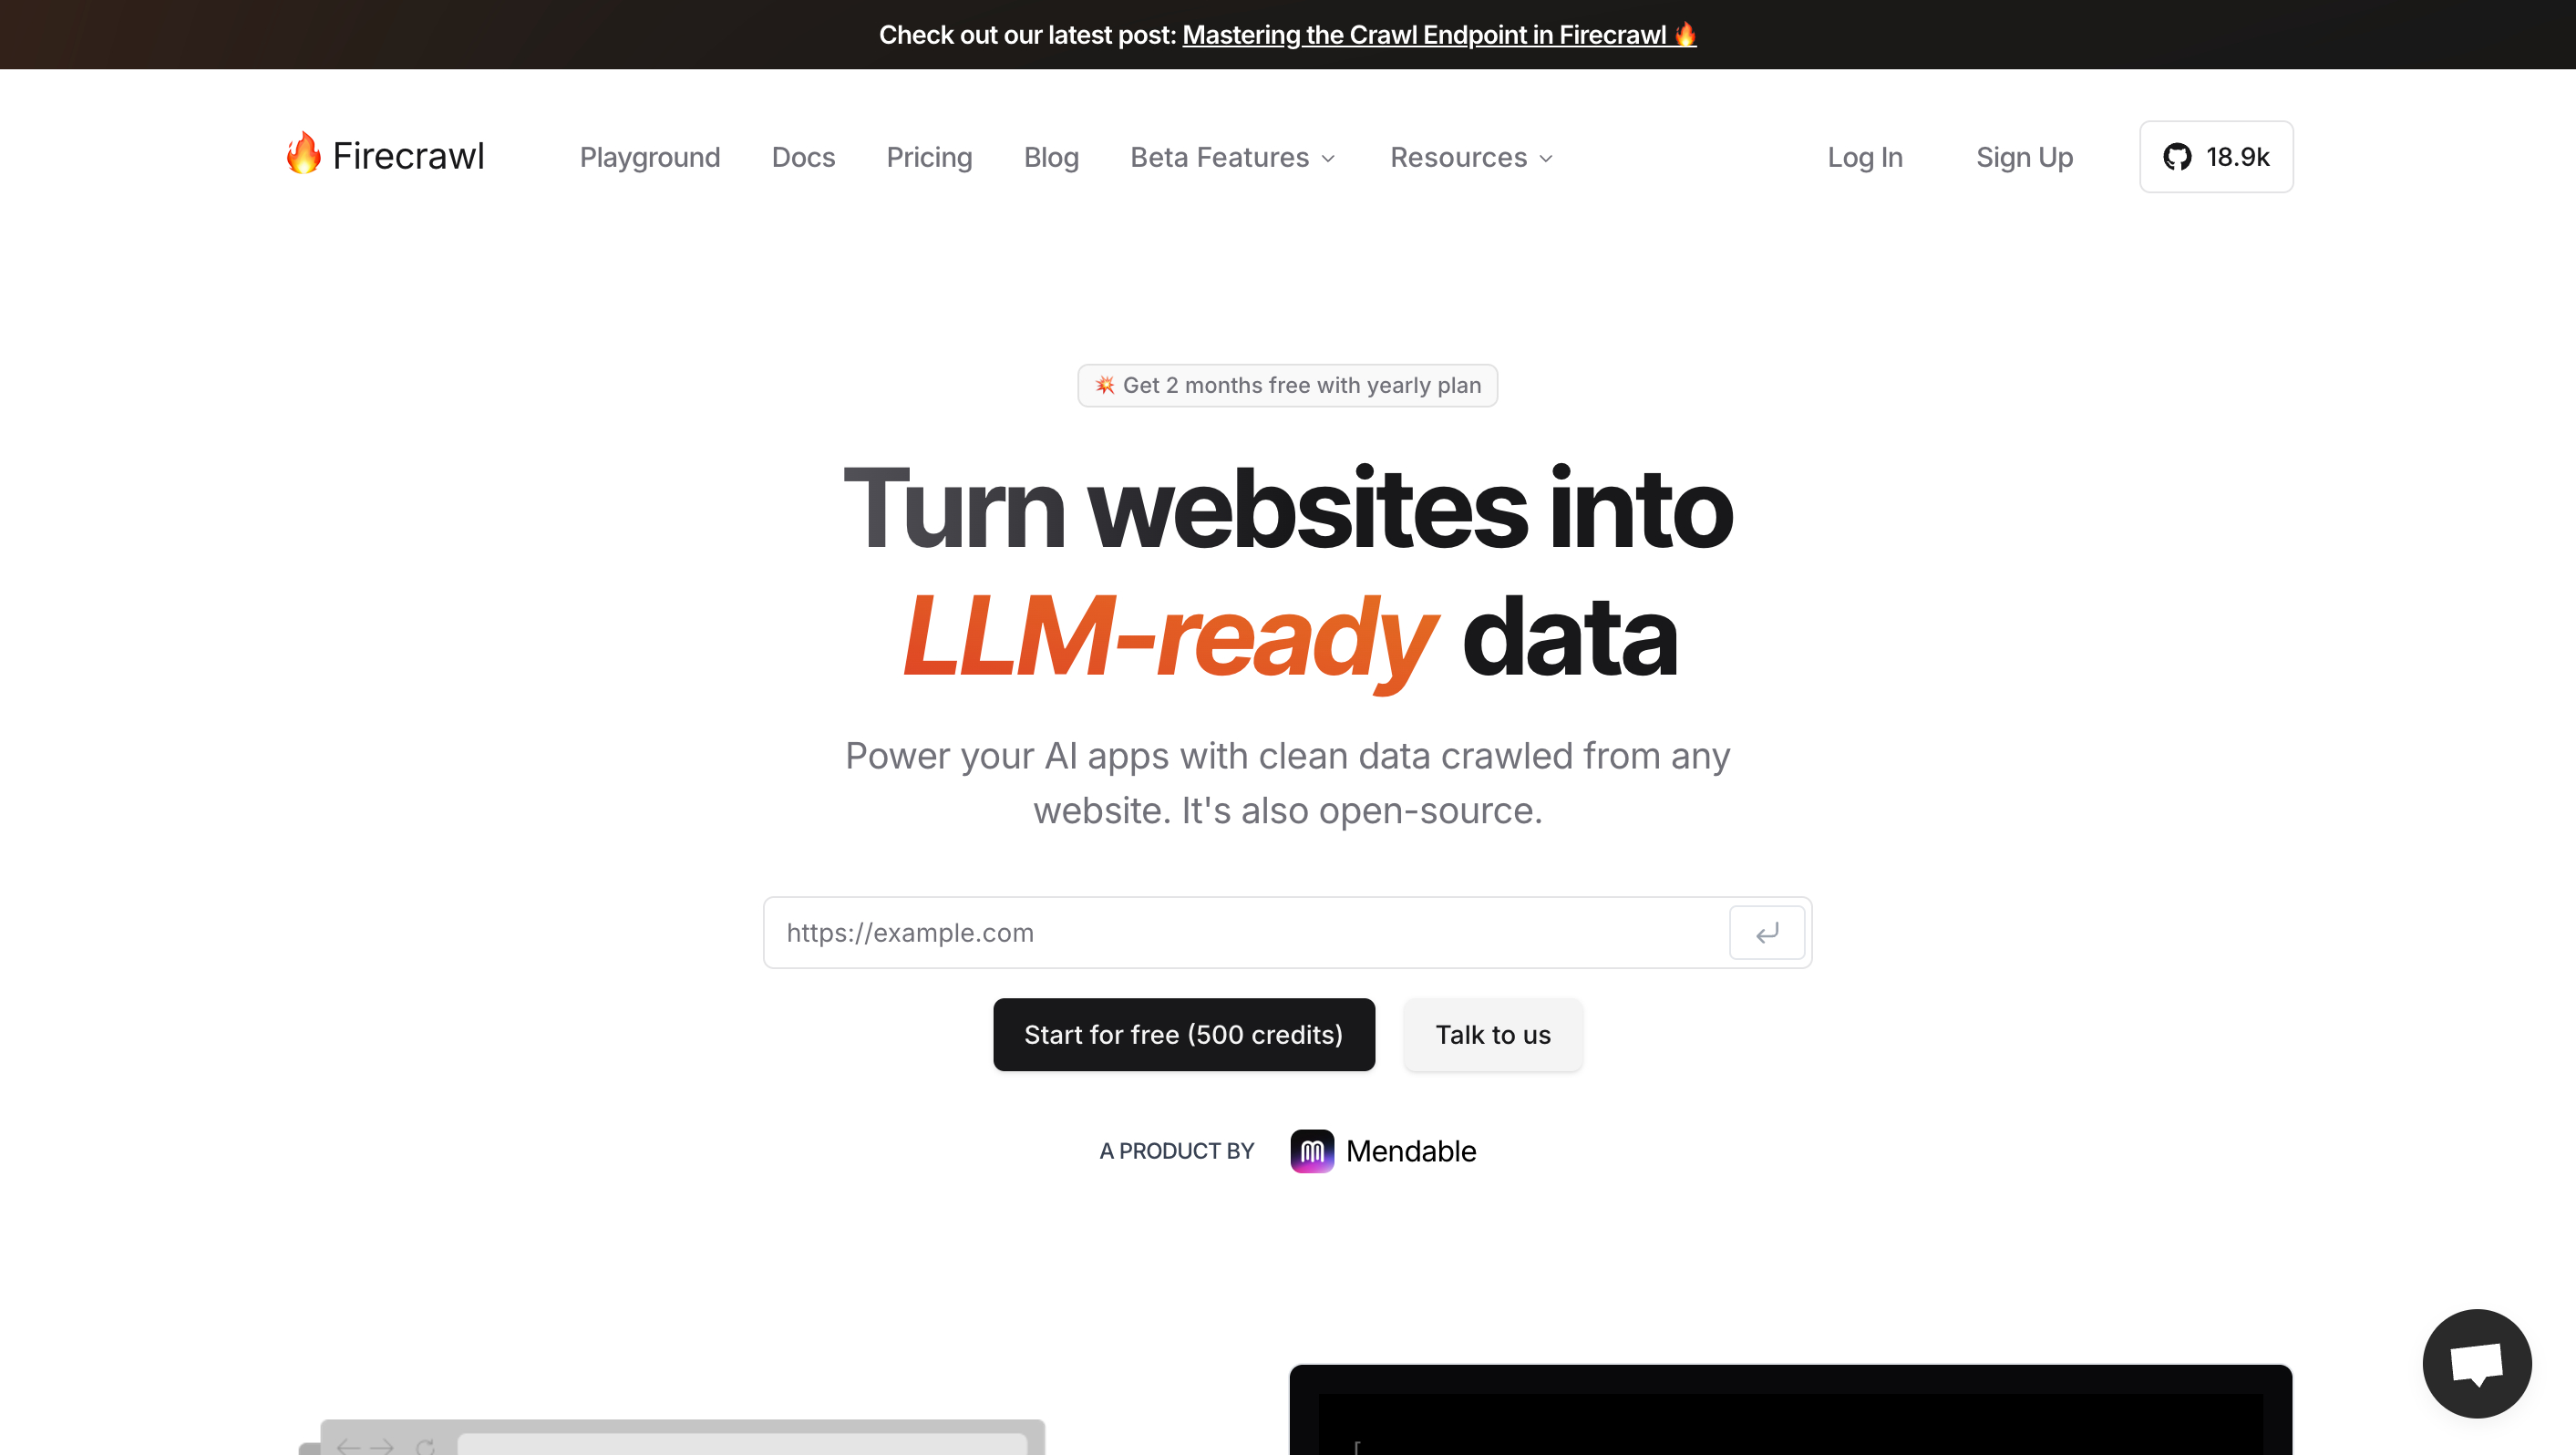 Check out our latest post: Mastering the Crawl Endpoint in Firecrawl 🔥
🔥 Firecrawl
Playground
Docs
Pricing
Blog
Beta Features
Resources
Log In
Sign Up
18.9k
💥 Get 2 months free with yearly plan
Turn websites into
LLM-ready data
Power your AI apps with clean data crawled from any
website. It's also open-source.
https://example.com
Start for free (500 credits)
Talk to us
A PRODUCT BY
Mendable
[